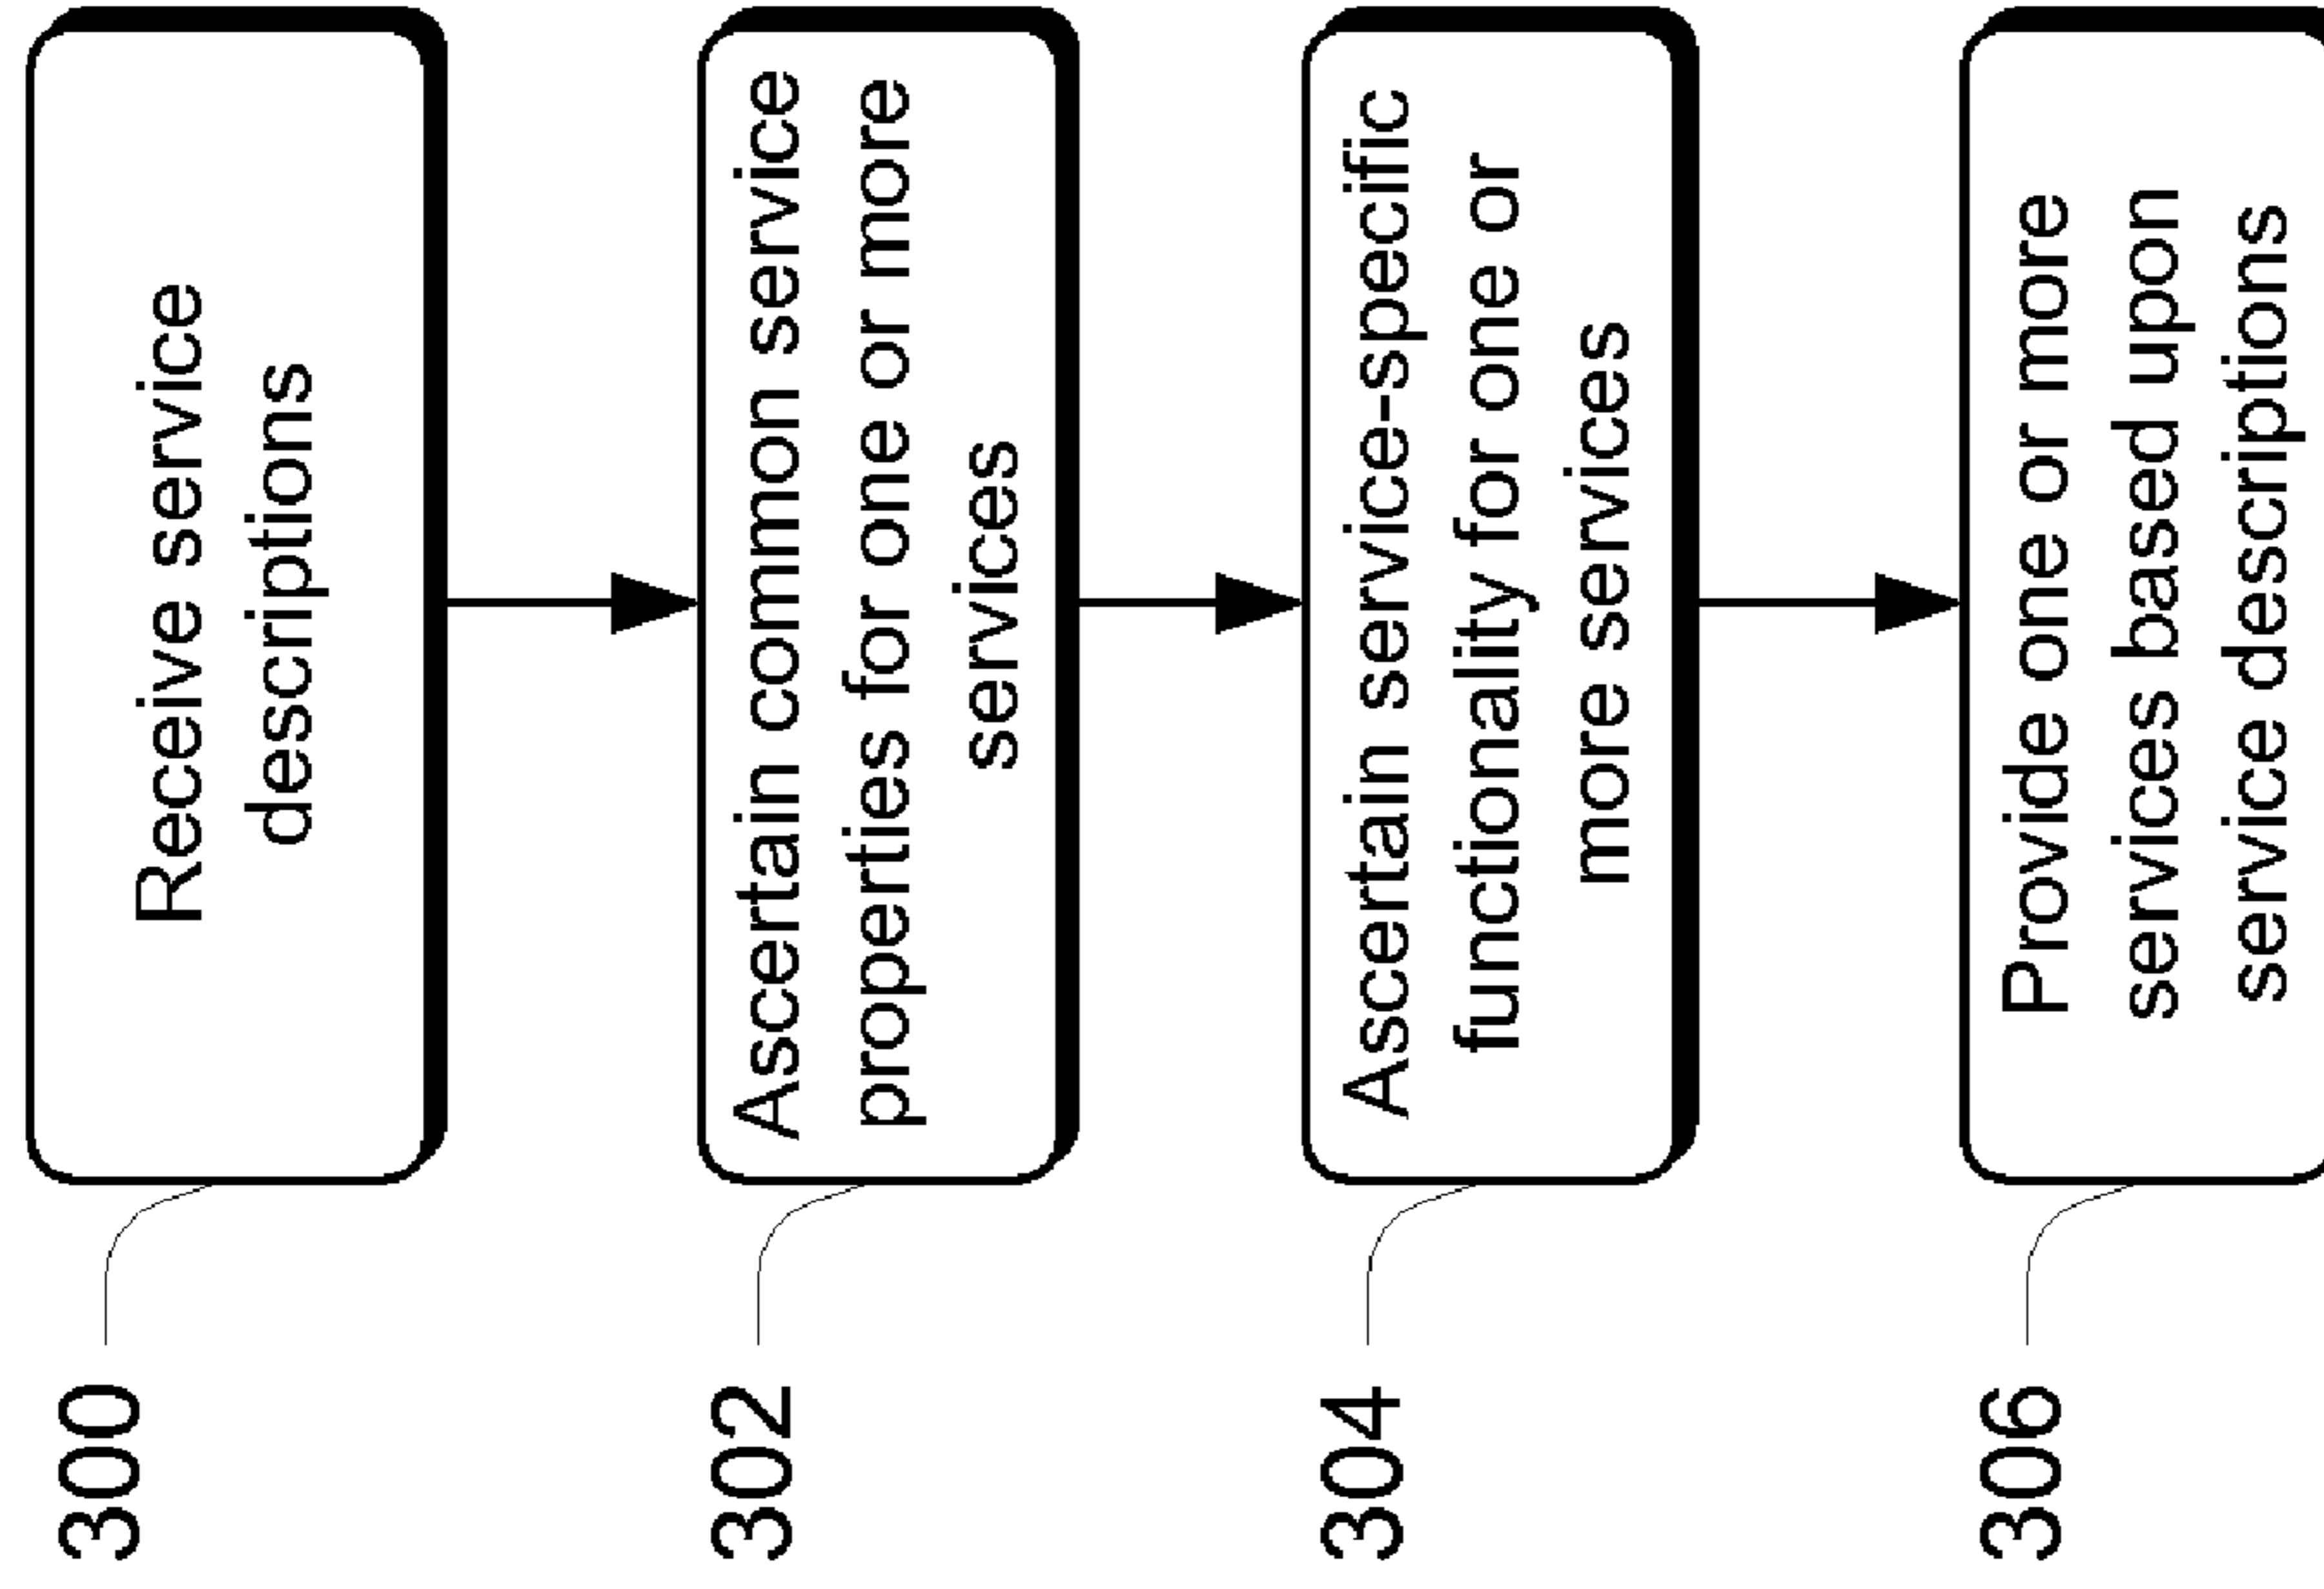 300
Receive service
descriptions
302
Ascertain common service
properties for one or more
services
304
Ascertain service-specific
functionality for one or
more services
306
Provide one or more
services based upon
service descriptions